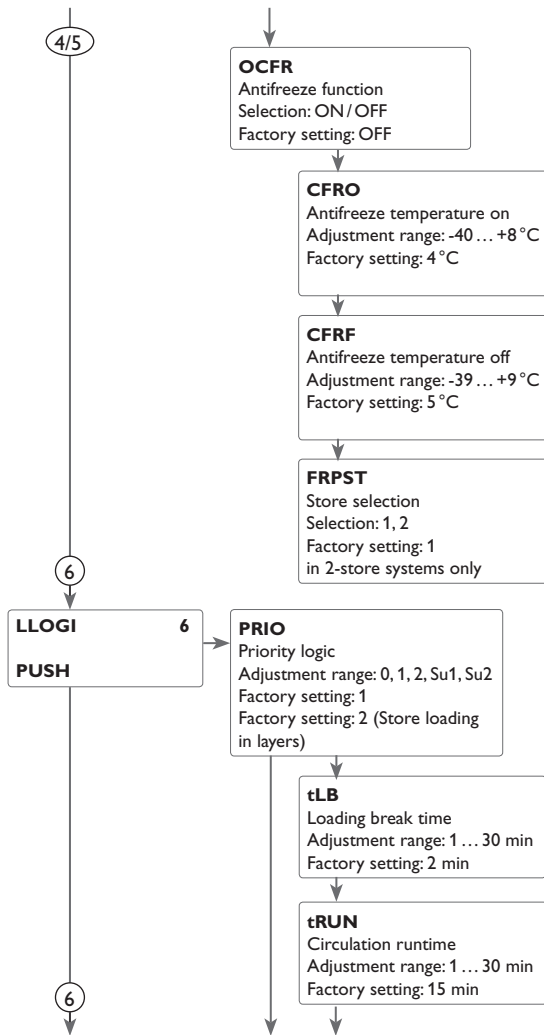 4/5
OCFR
Antifreeze function
Selection: ON / OFF
Factory setting: OFF
CFRO
Antifreeze temperature on
Adjustment range: -40 … +8 °C
Factory setting: 4 °C
CFRF
Antifreeze temperature off
Adjustment range: -39 … +9 °C
Factory setting: 5 °C
FRPST
Store selection
Selection: 1, 2
Factory setting: 1
in 2-store systems only
6
LLOGI 6
PUSH
PRIO
Priority logic
Adjustment range: 0, 1, 2, Su1, Su2
Factory setting: 1
Factory setting: 2 (Store loading
in layers)
tLB
Loading break time
Adjustment range: 1 … 30 min
Factory setting: 2 min
tRUN
Circulation runtime
Adjustment range: 1 … 30 min
Factory setting: 15 min
6